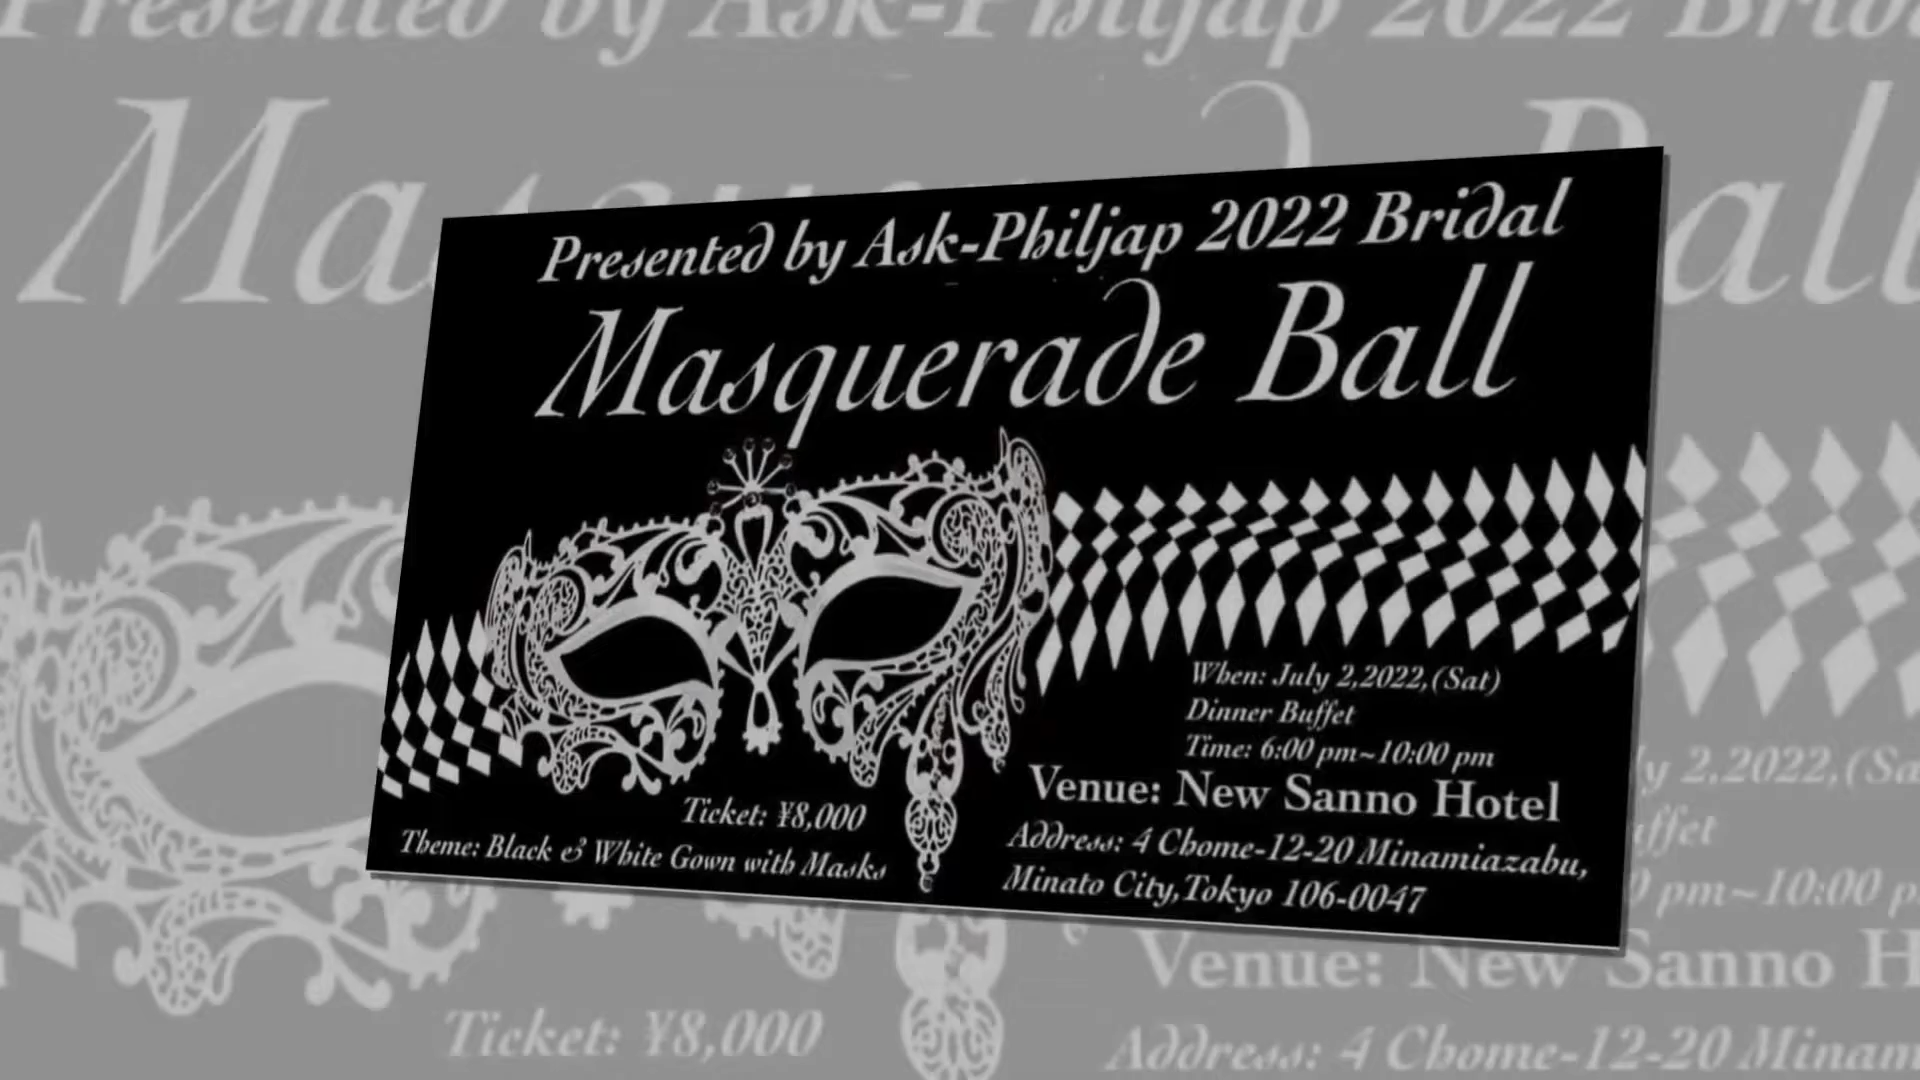 Presented by Ask-Philjap 2022 Bridal
Masquerade Ball
When: July 2,2022,(Sat)
Dinner Buffet
Time: 6:00 pm~10:00 pm
Venue: New Sanno Hotel
Address: 4 Chome-12-20 Minamiazabu,
Minato City,Tokyo 106-0047
Ticket: ¥8,000
Theme: Black & White Gown with Masks